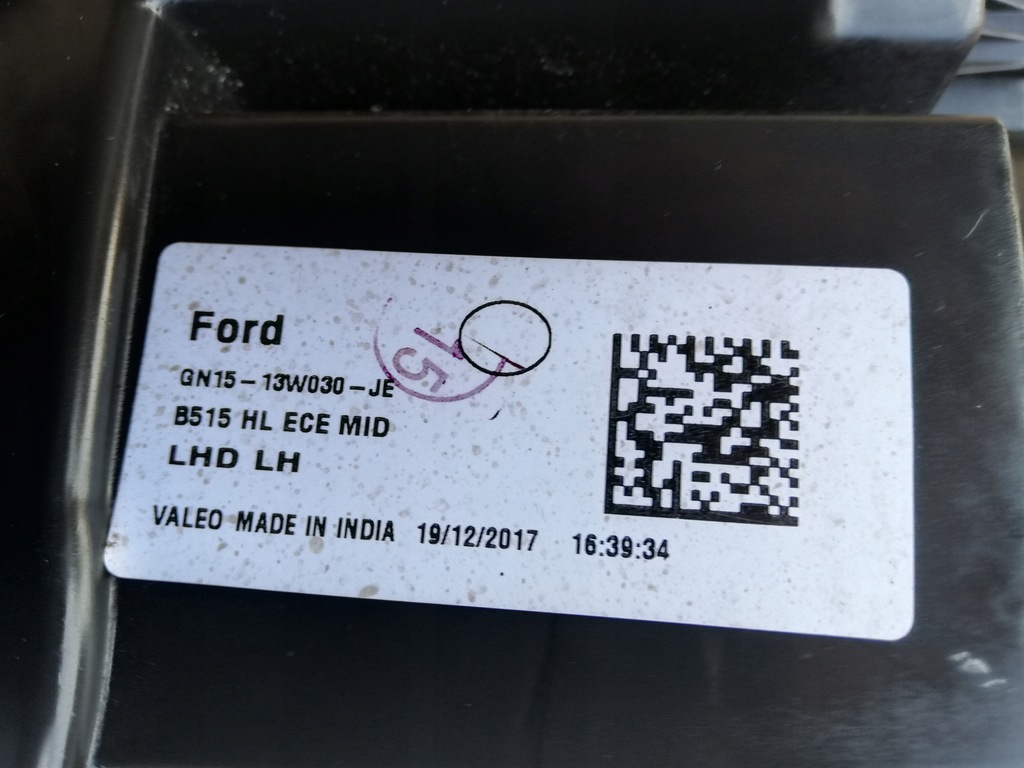 Ford
GN15-13W030-JE
B515 HL ECE MID
LHD LH
VALEO MADE IN INDIA 19/12/2017 16:39:34
15